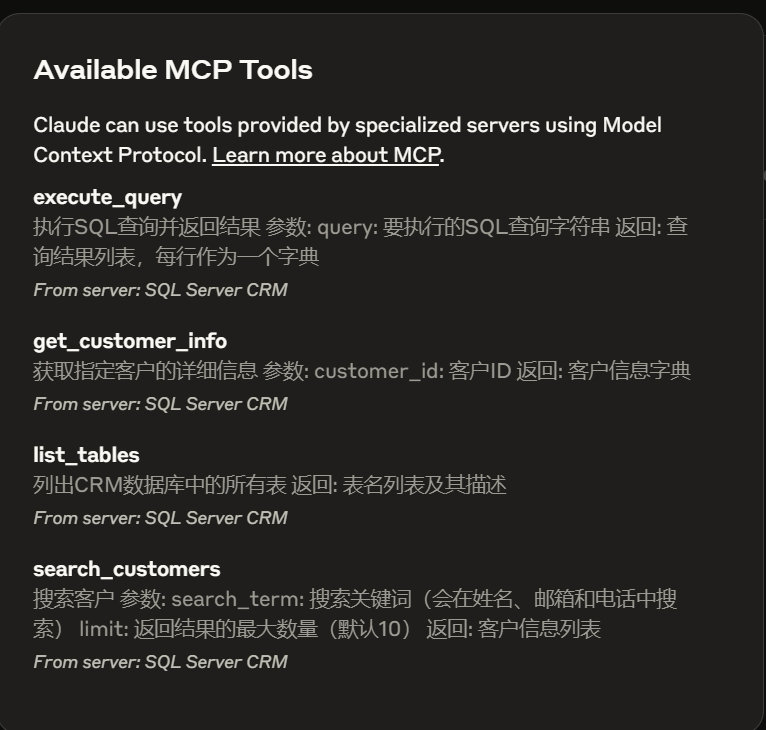 Available MCP Tools
Claude can use tools provided by specialized servers using Model
Context Protocol. Learn more about MCP.
execute_query
执行SQL查询并返回结果 参数: query: 要执行的SQL查询字符串 返回: 查
询结果列表，每行作为一个字典
From server: SQL Server CRM
get_customer_info
获取指定客户的详细信息 参数: customer_id: 客户ID 返回: 客户信息字典
From server: SQL Server CRM
list_tables
列出CRM数据库中的所有表 返回: 表名列表及其描述
From server: SQL Server CRM
search_customers
搜索客户 参数: search_term: 搜索关键词（会在姓名、邮箱和电话中搜
索） limit: 返回结果的最大数量（默认10） 返回: 客户信息列表
From server: SQL Server CRM